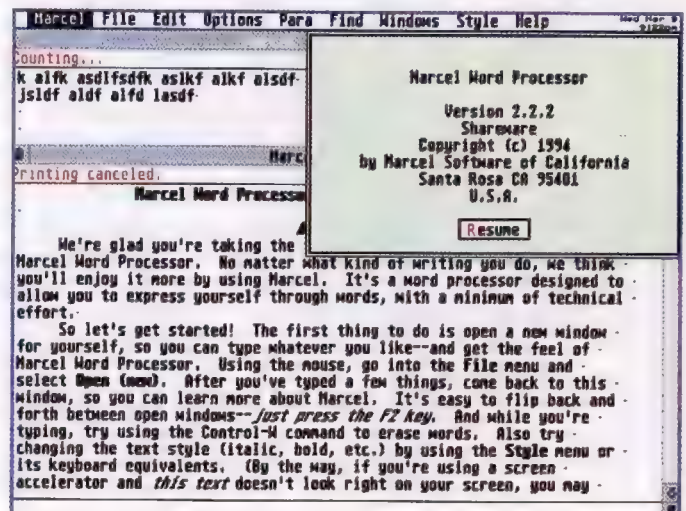 Marcel File Edit Options Para Find Windows Style Help
Counting...
k alfk asdlfsdfk aslkf alkf alsdf
jsldf aldf alfd lasdf
Marcel Word Processor
Version 2.2.2
Shareware
Copyright (c) 1994
by Marcel Software of California
Santa Rosa CA 95401
U.S.A.
Resume
Marc
Printing canceled.
Marcel Word Processo
We're glad you're taking the
Marcel Word Processor. No matter what kind of writing you do, we think
you'll enjoy it more by using Marcel. It's a word processor designed to
allow you to express yourself through words, with a minimum of technical
effort.
So let's get started! The first thing to do is open a new window
for yourself, so you can type whatever you like--and get the feel of
Marcel Word Processor. Using the mouse, go into the File menu and
select Open (new). After you've typed a few things, come back to this
window, so you can learn more about Marcel. It's easy to flip back and
forth between open windows--just press the F2 key. And while you're
typing, try using the Control-W command to erase words. Also try
changing the text style (italic, bold, etc.) by using the Style menu or
its keyboard equivalents. (By the way, if you're using a screen
accelerator and this text doesn't look right on your screen, you may